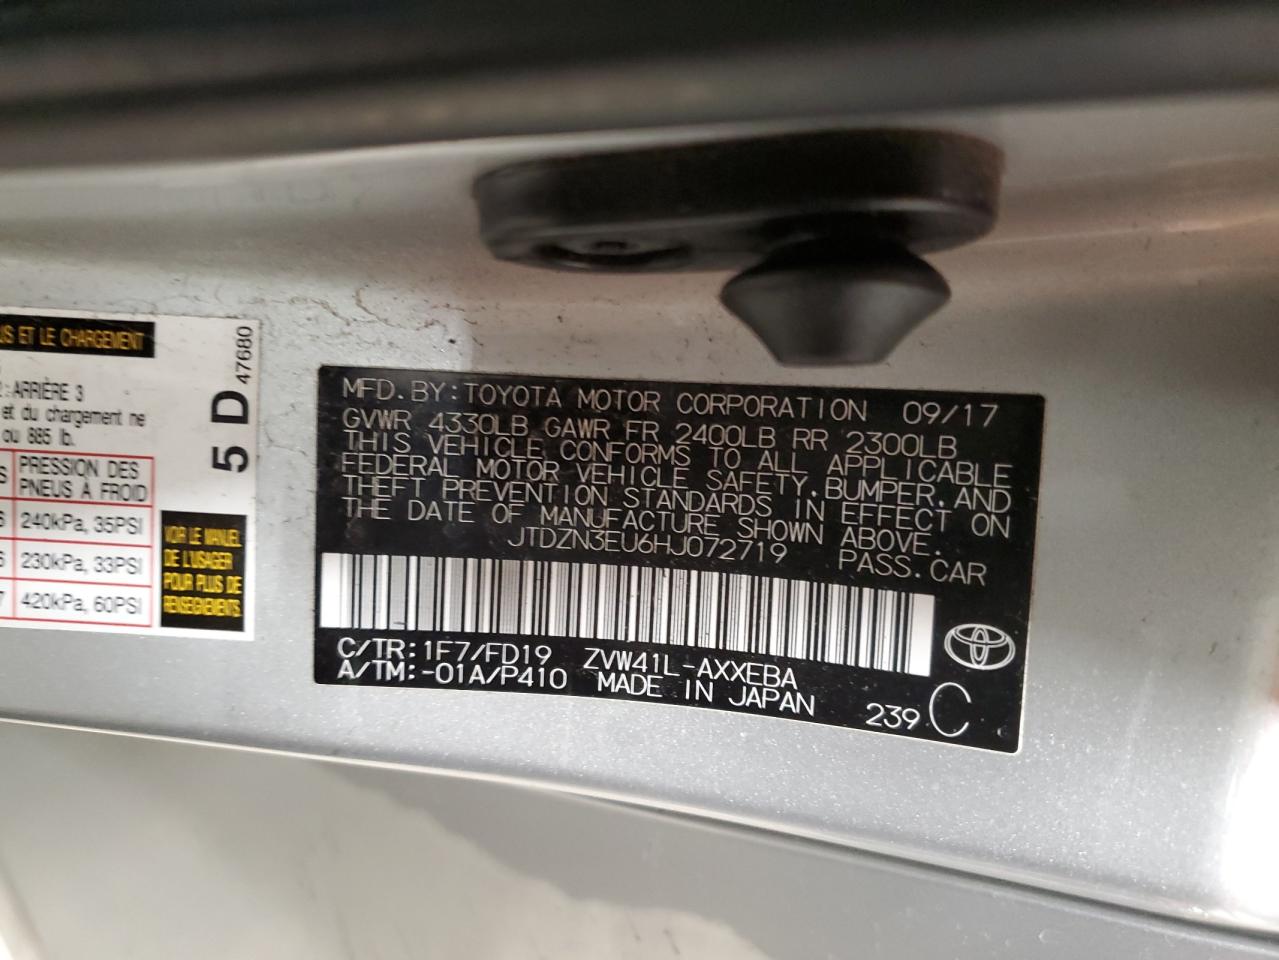 US ET LE CHARGEMENT
: ARRIÈRE 3
et du chargement ne
ou 885 lb.
PRESSION DES
PNEUS À FROID
240kPa, 35PSI
230kPa, 33PSI
420kPa, 60PSI
5 D 47680
VOIR LE MANUEL
DE L'USAGER
POUR PLUS DE
RENSEIGNEMENTS.
MFD. BY: TOYOTA MOTOR CORPORATION 09/17
GVWR 4330LB GAWR FR 2400LB RR 2300LB
THIS VEHICLE CONFORMS TO ALL APPLICABLE
FEDERAL MOTOR VEHICLE SAFETY, BUMPER, AND
THEFT PREVENTION STANDARDS IN EFFECT ON
THE DATE OF MANUFACTURE SHOWN ABOVE.
JTDZN3EU6HJ072719 PASS. CAR
C/TR: 1F7/FD19 ZVW41L-AXXEBA
A/TM: -01A/P410 MADE IN JAPAN
239 C